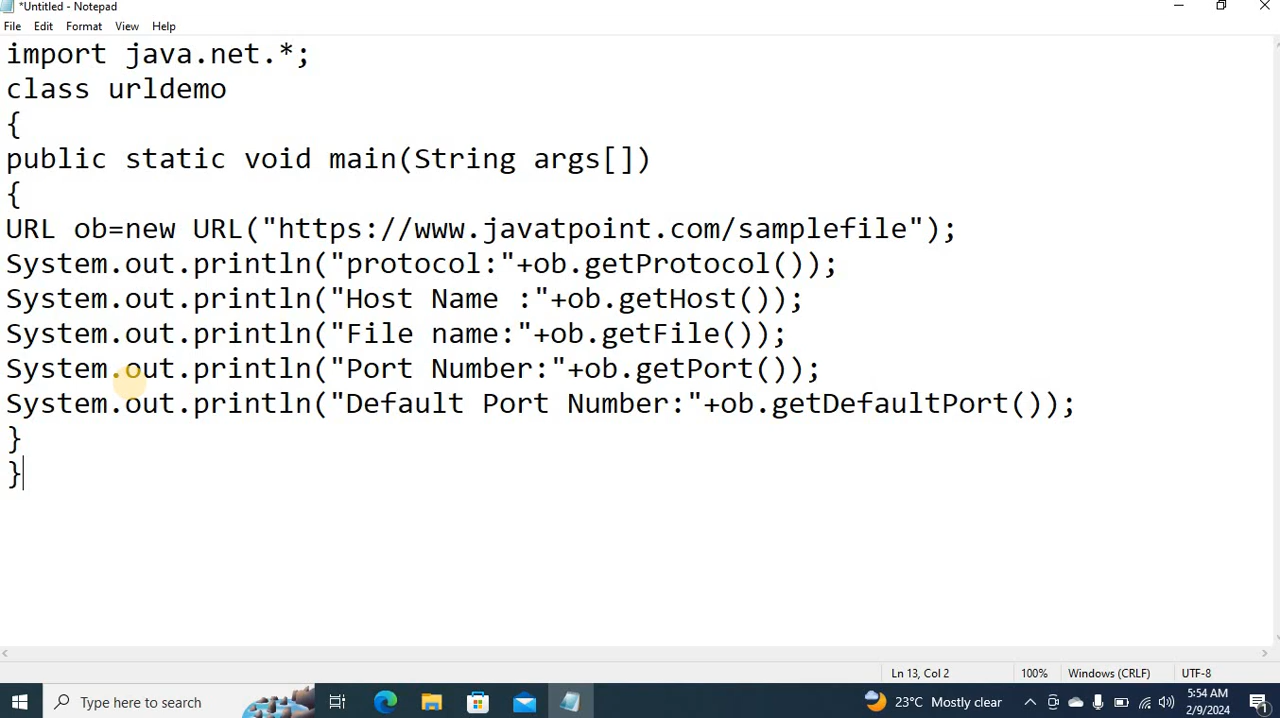 *Untitled - Notepad
File Edit Format View Help
import java.net.*;
class urldemo
{
public static void main(String args[])
{
URL ob=new URL("https://www.javatpoint.com/samplefile");
System.out.println("protocol:"+ob.getProtocol());
System.out.println("Host Name :"+ob.getHost());
System.out.println("File name:"+ob.getFile());
System.out.println("Port Number:"+ob.getPort());
System.out.println("Default Port Number:"+ob.getDefaultPort());
}
}
Ln 13, Col 2 100% Windows (CRLF) UTF-8
Type here to search 23°C Mostly clear 5:54 AM
2/9/2024 1